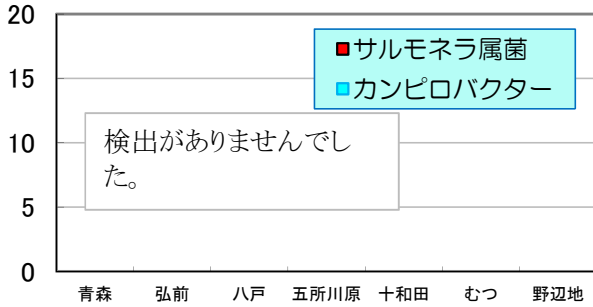 20
サルモネラ属菌
カンピロバクター
15
10
検出がありませんでし
た。
5
0
青森 弘前 八戸 五所川原 十和田 むつ 野辺地